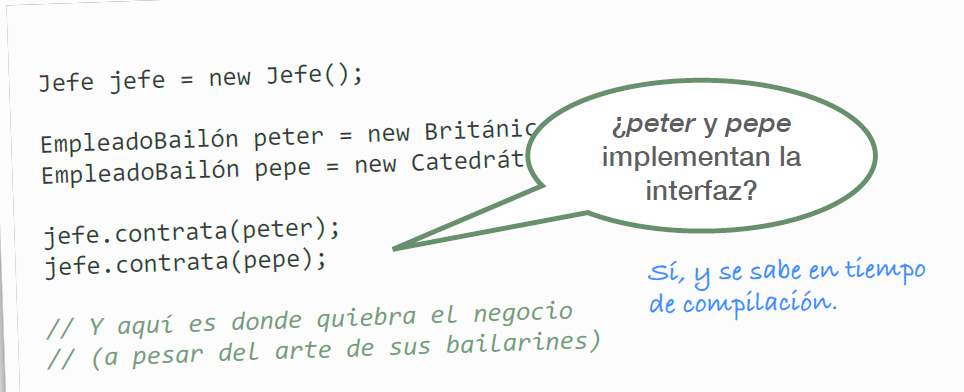 Jefe jefe = new Jefe();
EmpleadoBailón peter = new Británic
EmpleadoBailón pepe = new Catedrát
¿peter y pepe
implementan la
interfaz?
jefe.contrata(peter);
jefe.contrata(pepe);
Sí, y se sabe en tiempo
de compilación.
// Y aquí es donde quiebra el negocio
// (a pesar del arte de sus bailarines)